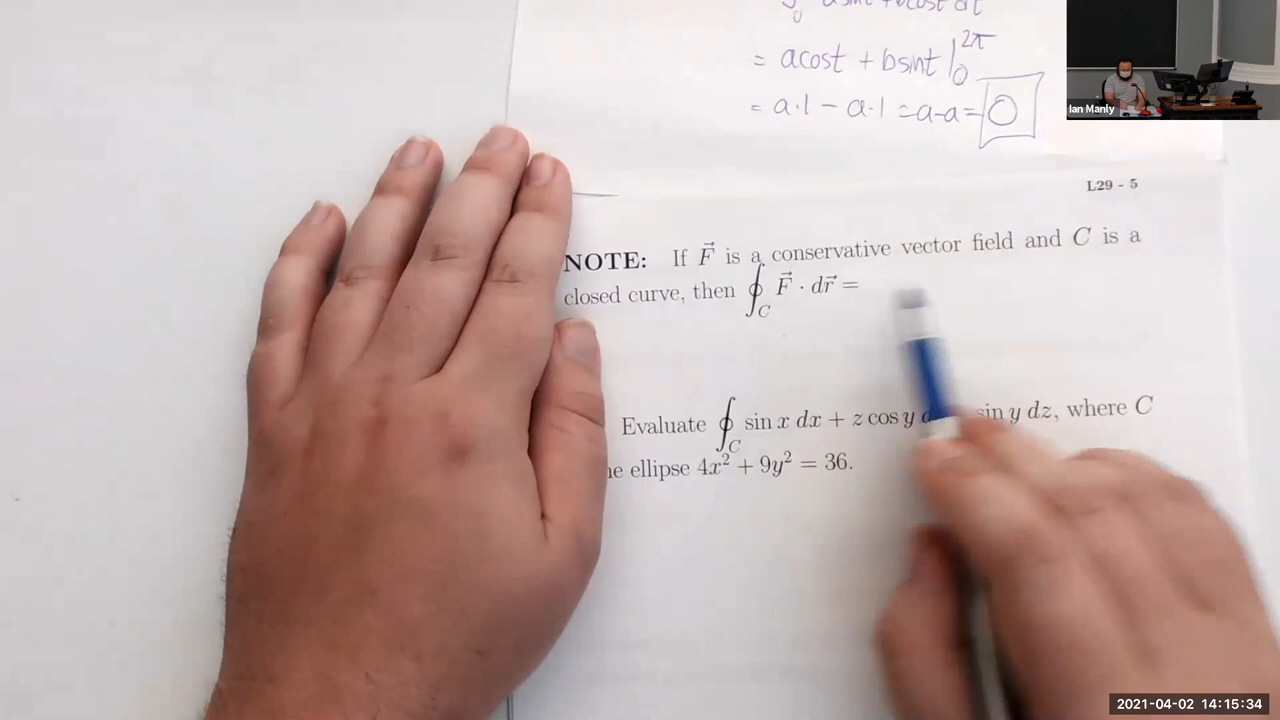 = acost + bsint |₀^{2π}
= a·1 - a·1 = a-a= 0
Ian Manly
L29 - 5
NOTE: If F⃗ is a conservative vector field and C is a
closed curve, then ∮_C F⃗ · dr⃗ =
Evaluate ∮_C sin x dx + z cos y sin y dz, where C
ellipse 4x² + 9y² = 36.
2021-04-02 14:15:34